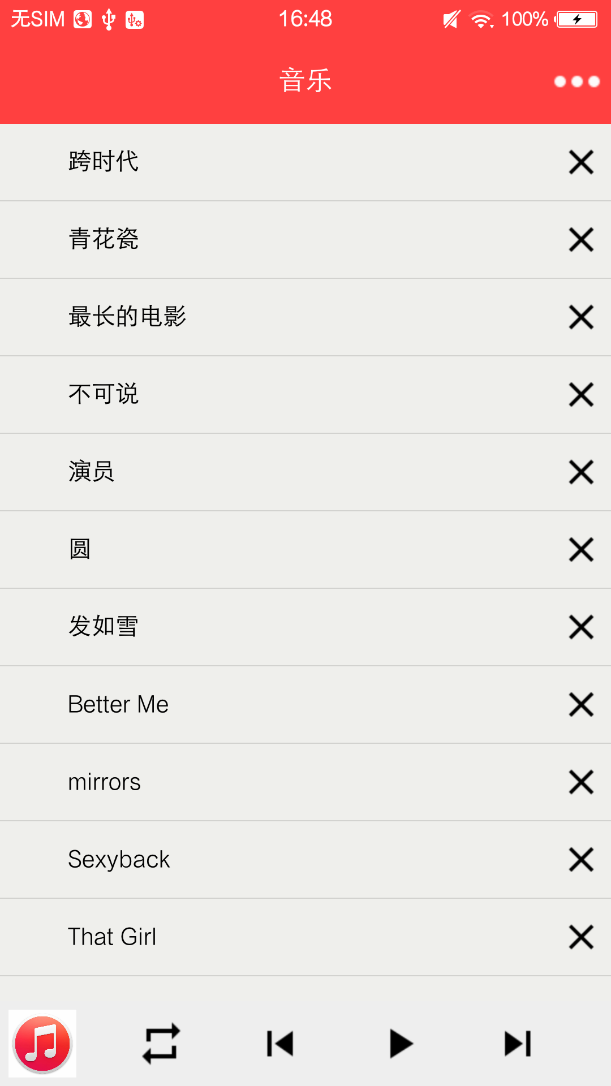 无SIM 16:48 100%
音乐
跨时代
青花瓷
最长的电影
不可说
演员
圆
发如雪
Better Me
mirrors
Sexyback
That Girl